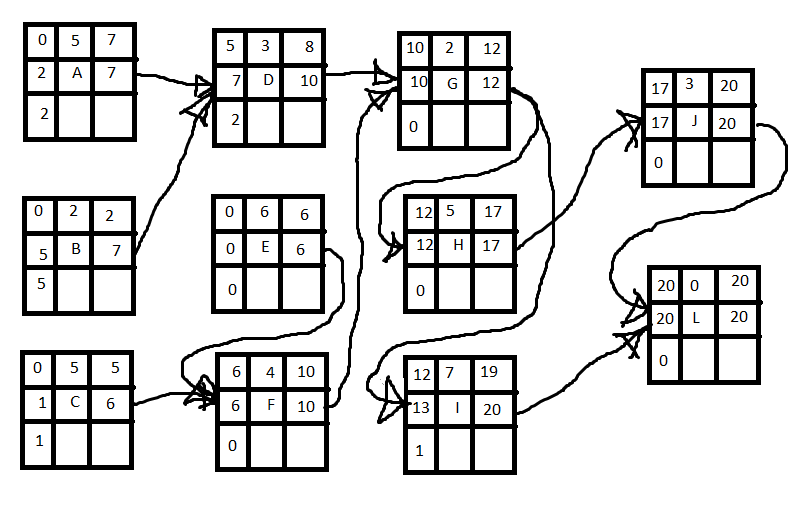 0 5 7
2 A 7
2
0 2 2
5 B 7
5
0 5 5
1 C 6
1
5 3 8
7 D 10
2
0 6 6
0 E 6
0
6 4 10
6 F 10
0
10 2 12
10 G 12
0
12 5 17
12 H 17
0
12 7 19
13 I 20
1
17 3 20
17 J 20
0
20 0 20
20 L 20
0